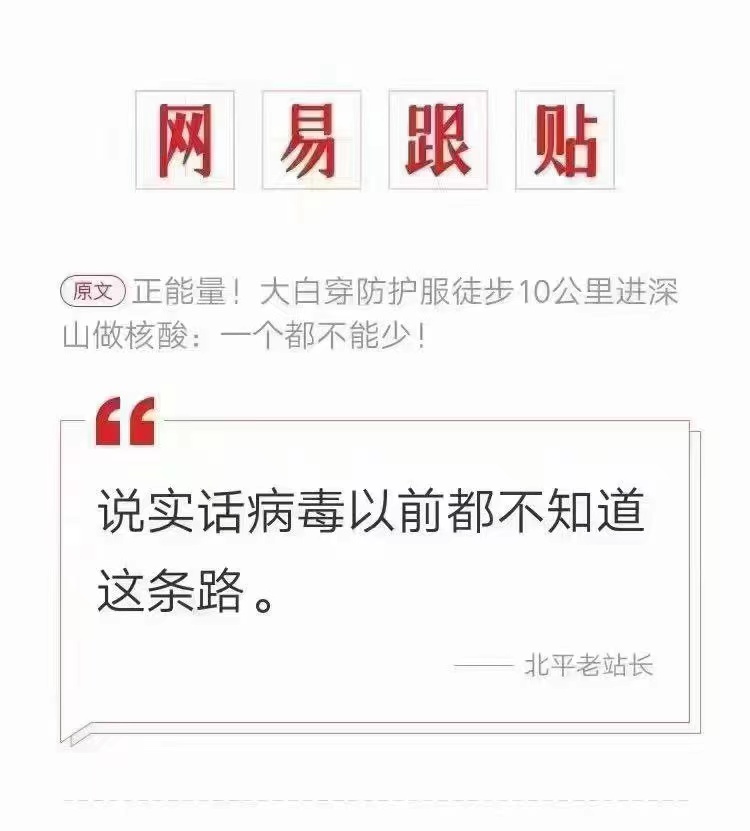 网易跟贴
原文 正能量！大白穿防护服徒步10公里进深
山做核酸：一个都不能少！
说实话病毒以前都不知道
这条路。
—— 北平老站长